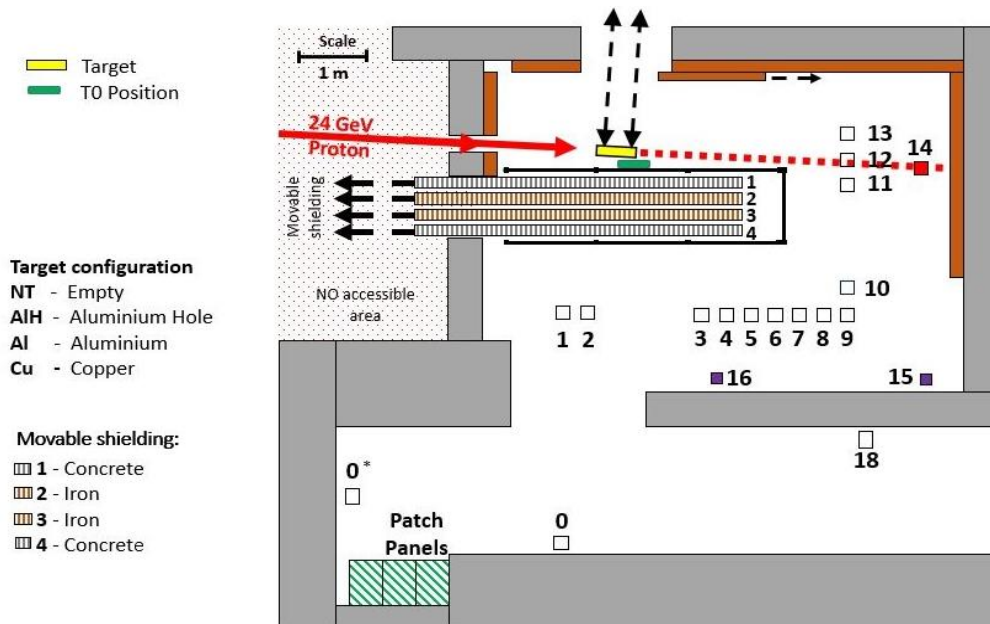 Target
T0 Position
Scale
1 m
24 GeV
Proton
13
12
14
11
Movable
shielding
1
2
3
4
Target configuration
NT - Empty
AlH - Aluminium Hole
Al - Aluminium
Cu - Copper
NO accessible
area
10
1 2
3 4 5 6 7 8 9
16
15
Movable shielding:
1 - Concrete
2 - Iron
3 - Iron
4 - Concrete
18
0*
Patch
Panels
0